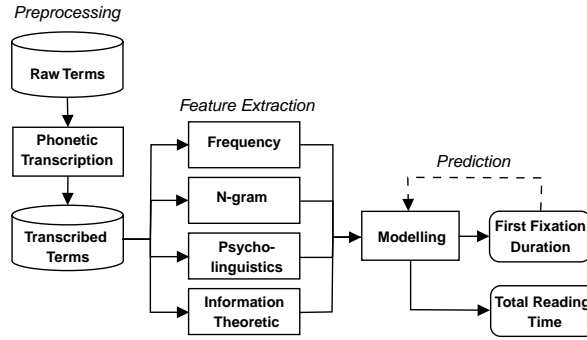 Preprocessing
Raw Terms
Phonetic
Transcription
Transcribed
Terms
Feature Extraction
Frequency
N-gram
Psycho-
linguistics
Information
Theoretic
Modelling
Prediction
First Fixation
Duration
Total Reading
Time